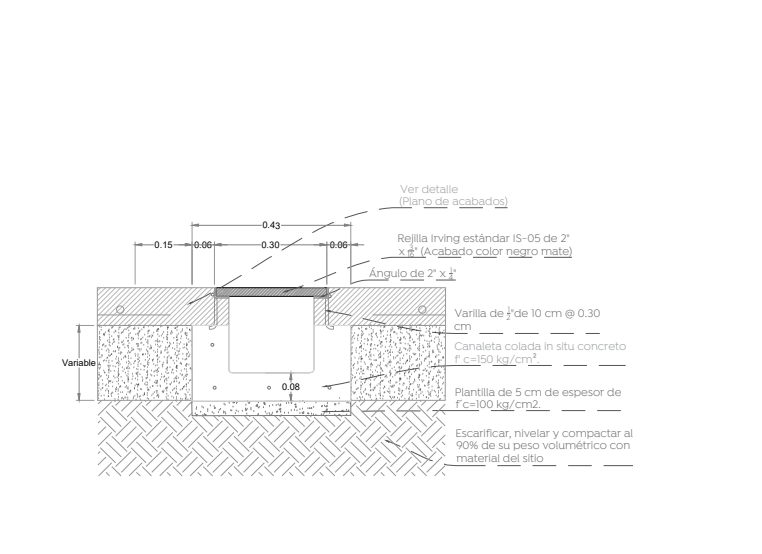 Ver detalle
(Plano de acabados)
0.43
0.15 0.06 0.30 0.06
Rejilla Irving estándar IS-05 de 2"
x " (Acabado color negro mate)
Ángulo de 2" x ½"
Varilla de ½"de 10 cm @ 0.30
cm
Canaleta colada in situ concreto
f' c=150 kg/cm².
Variable
0.08
Plantilla de 5 cm de espesor de
f'c=100 kg/cm2.
Escarificar, nivelar y compactar al
90% de su peso volumétrico con
material del sitio